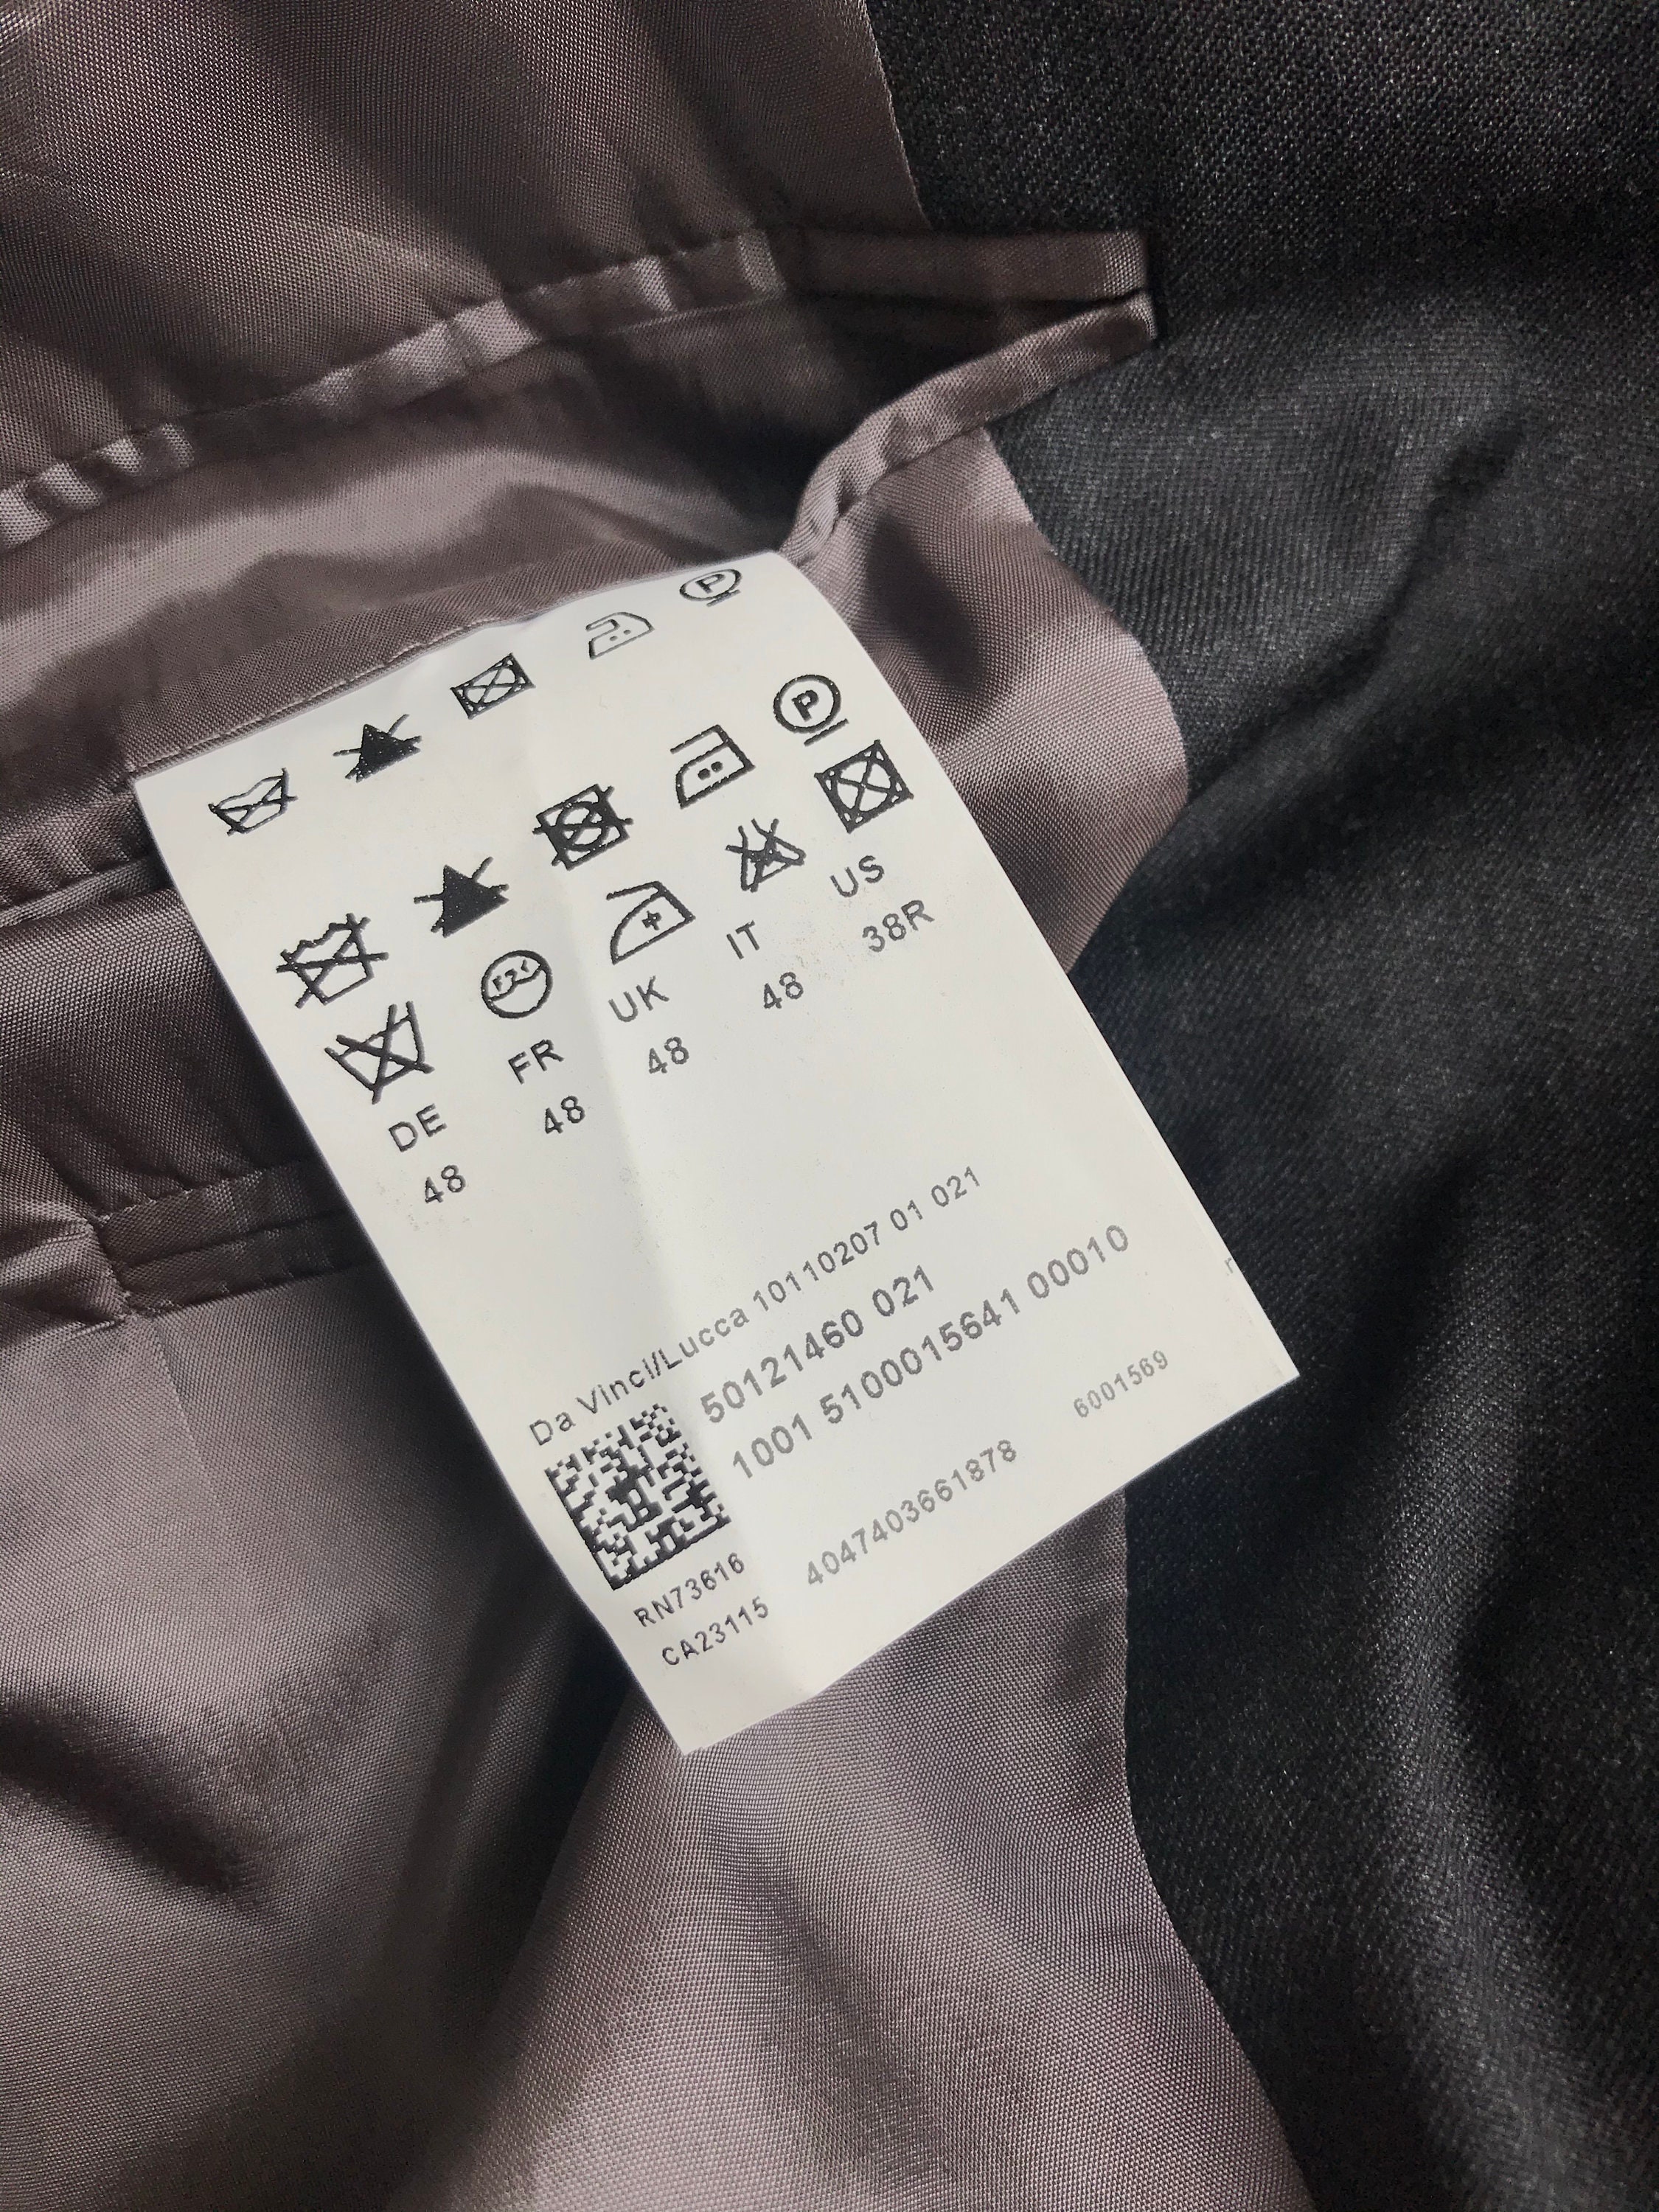 P
P
DE FR UK IT US
48 48 48 48 38R
Da Vinci/Lucca 10110207 01 021
50121460 021
1001 5100015641 00010
6001569
RN73616
CA23115
4047403661878